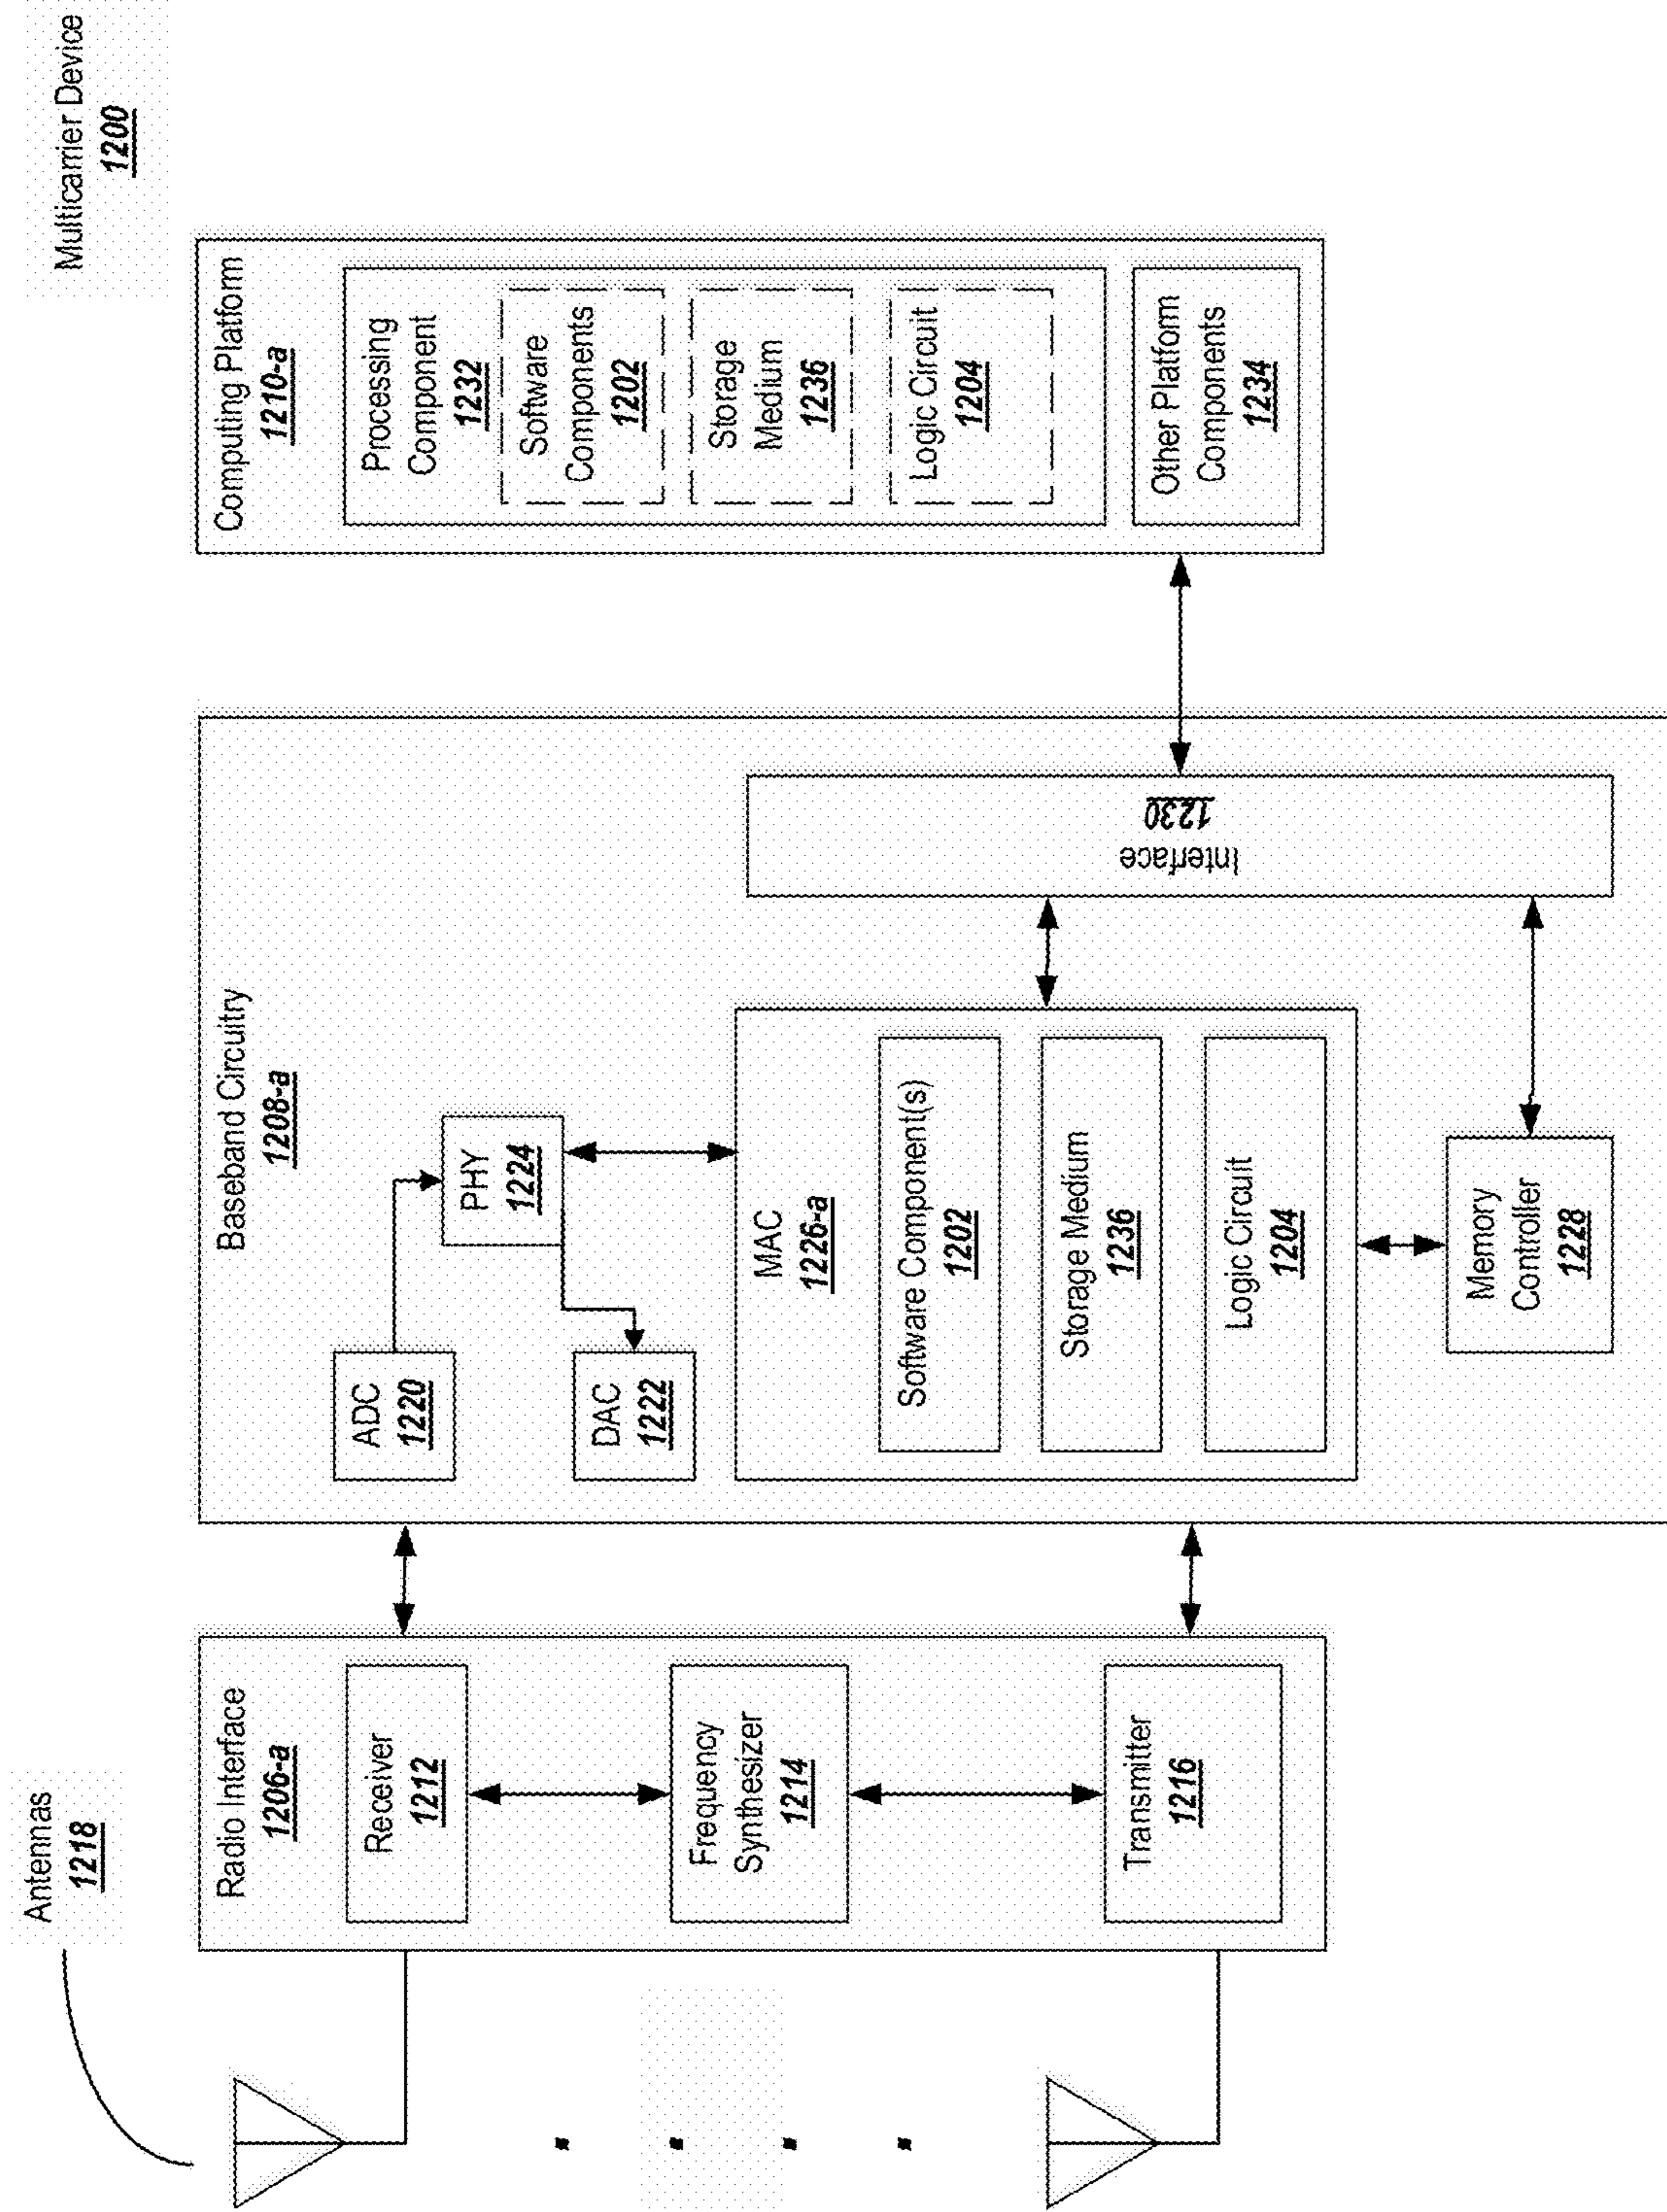 Multicarrier Device
1200
Antennas
1218
Radio Interface
1206-a
Receiver
1212
Frequency
Synthesizer
1214
Transmitter
1216
Baseband Circuitry
1208-a
ADC
1220
PHY
1224
DAC
1222
MAC
1226-a
Software Component(s)
1202
Storage Medium
1236
Logic Circuit
1204
Memory
Controller
1228
Interface
1230
Computing Platform
1210-a
Processing
Component
1232
Software
Components
1202
Storage
Medium
1236
Logic Circuit
1204
Other Platform
Components
1234